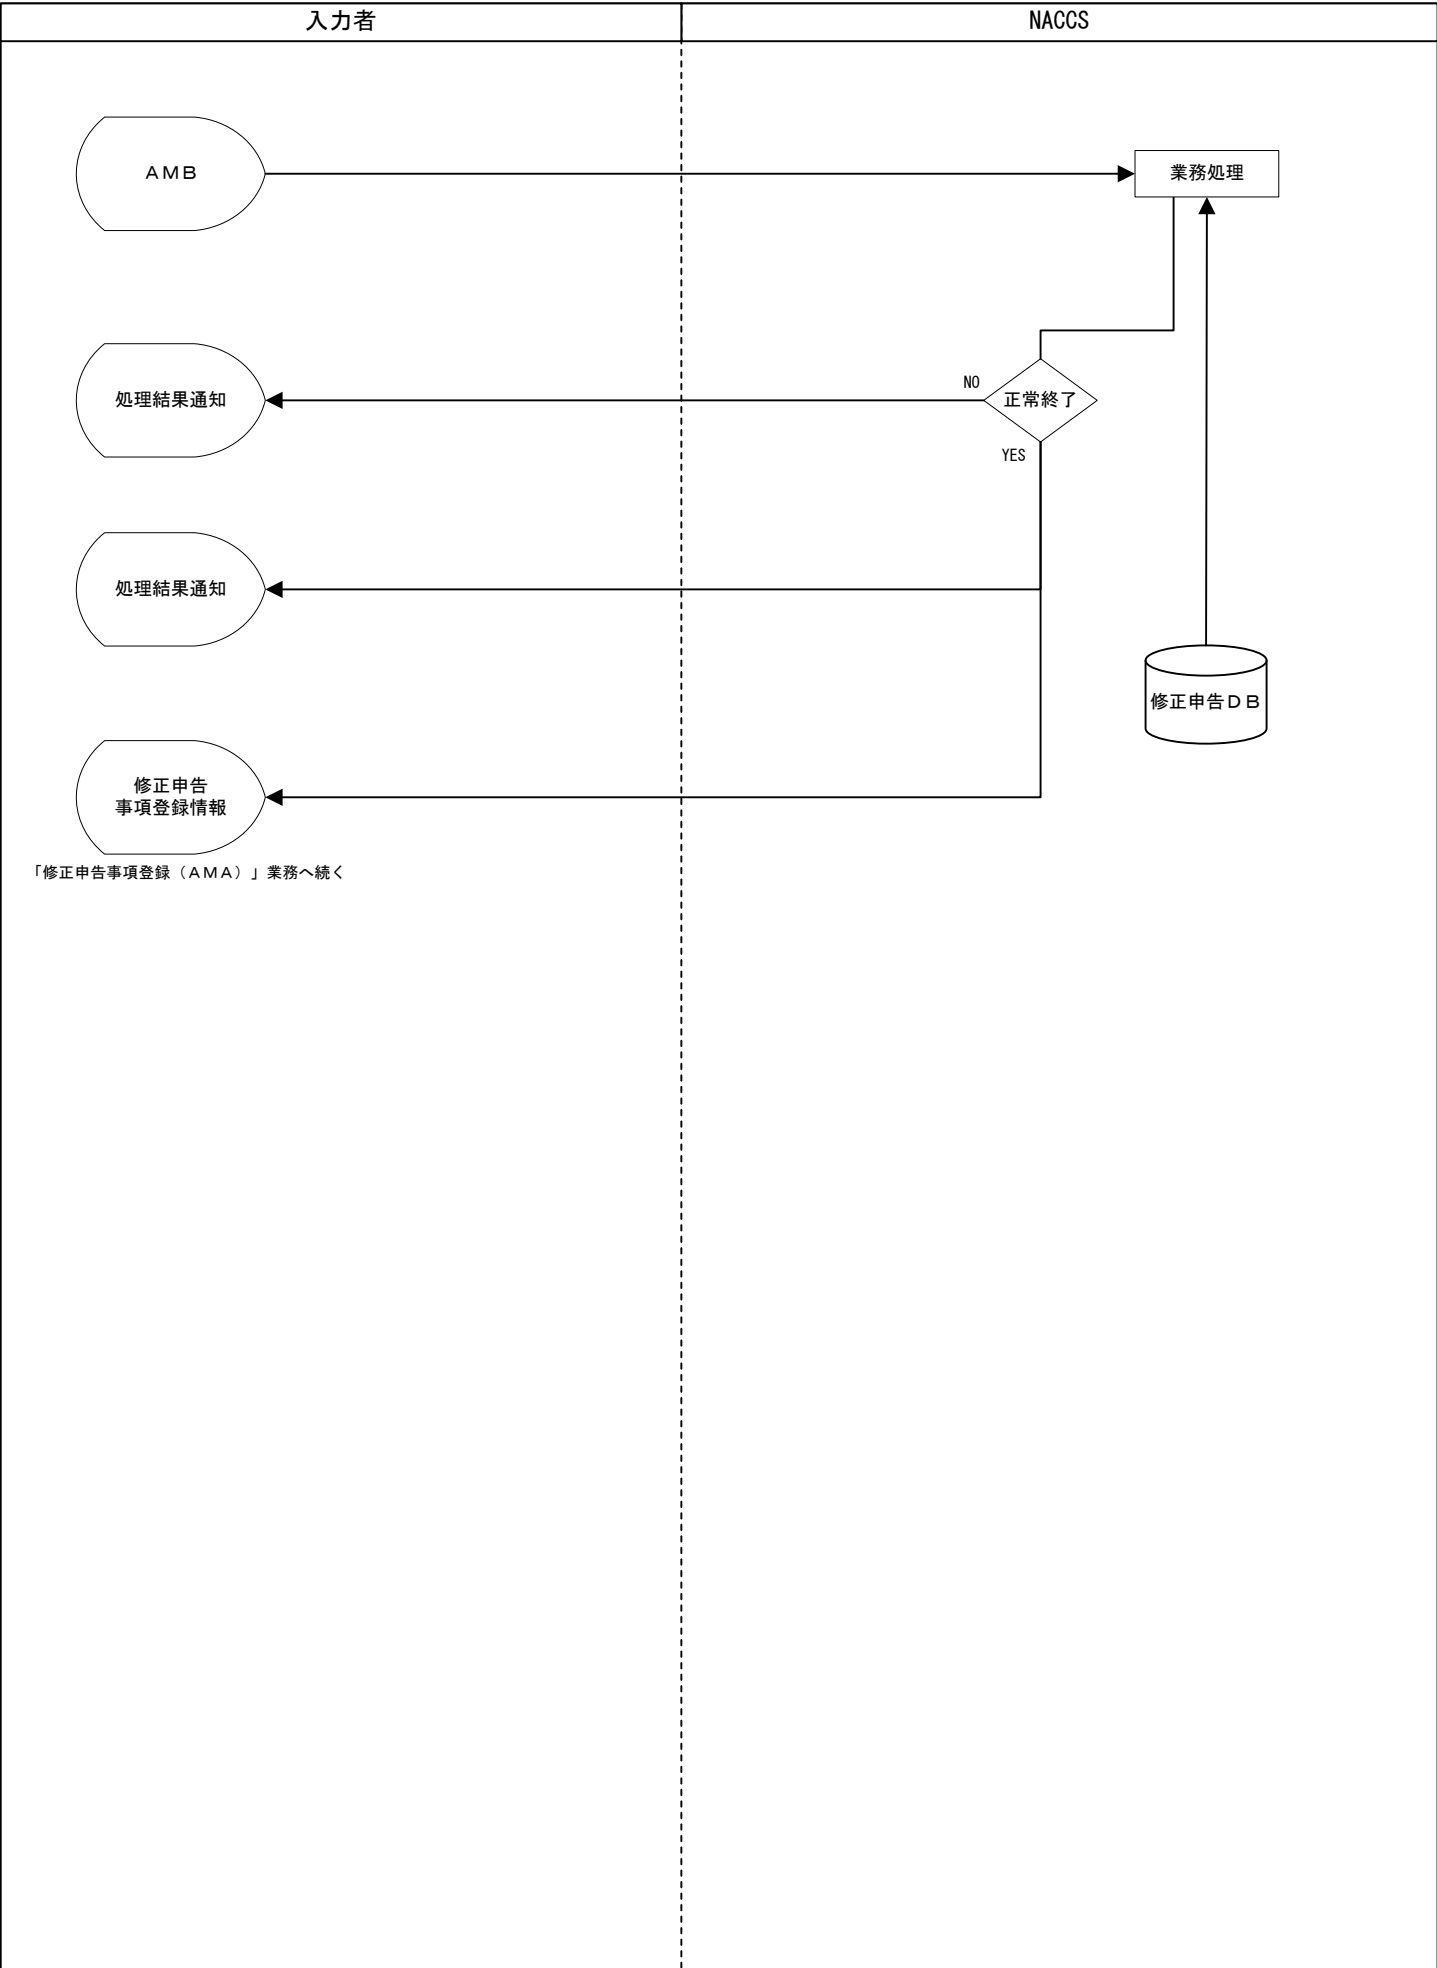 入力者
NACCS
ＡＭＢ
業務処理
処理結果通知
NO
正常終了
YES
処理結果通知
修正申告ＤＢ
修正申告
事項登録情報
「修正申告事項登録（ＡＭＡ）」業務へ続く